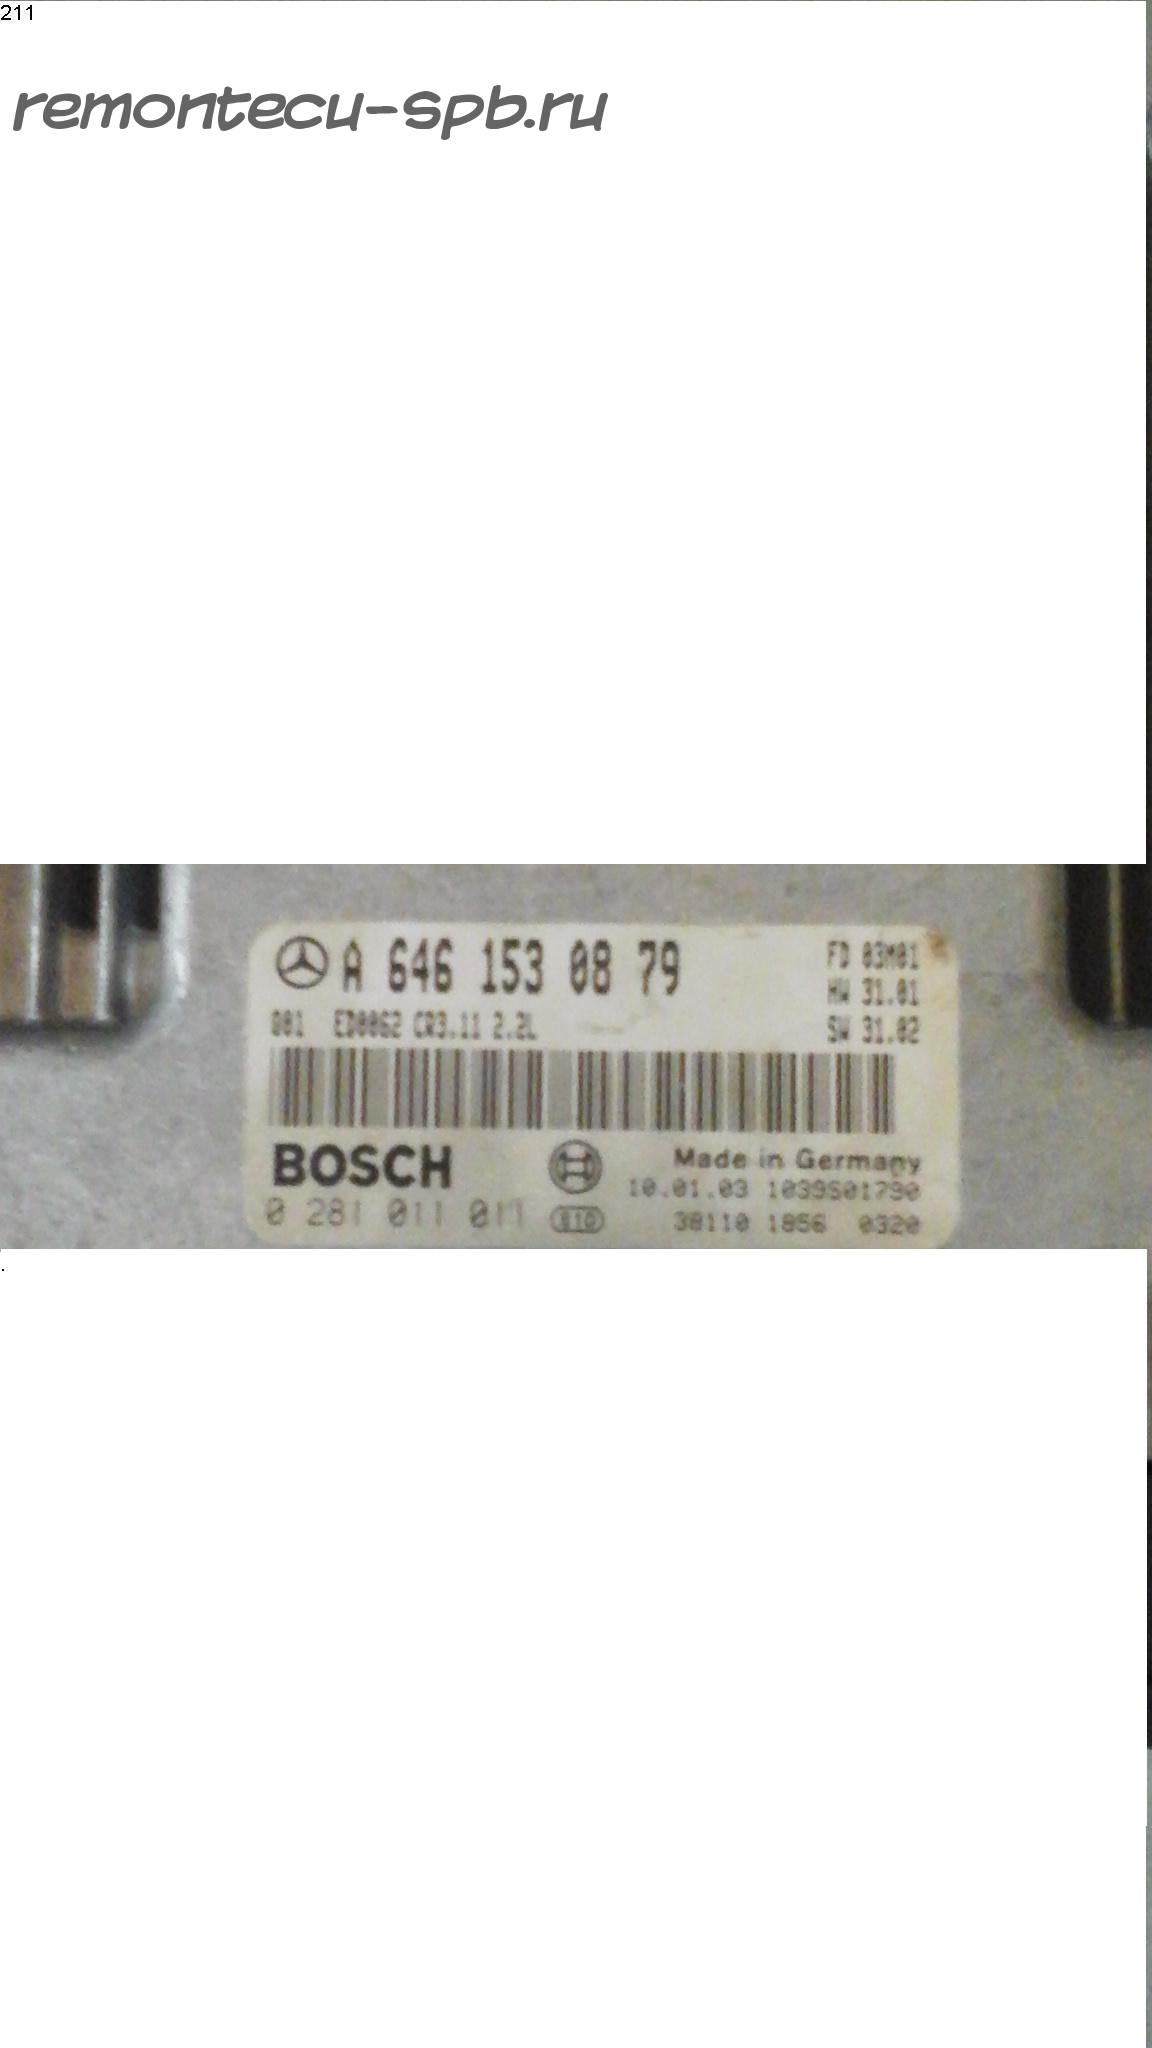 211
remontecu-spb.ru
A 646 153 08 79
FD 03M01
HW 31.01
001 ED0062 CR3.11 2.2L
SW 31.02
BOSCH
Made in Germany
10.01.03 1039S01790
0 281 011 011
38110 1856 0320
.